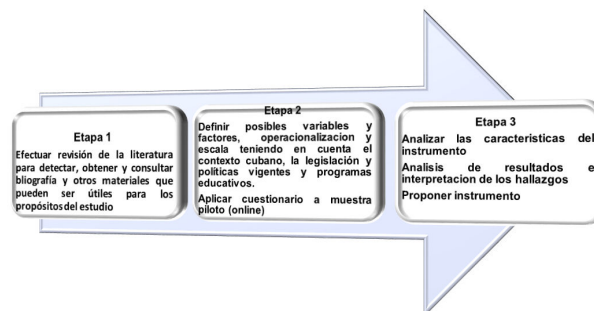 Etapa 1
Efectuar revisión de la literatura
para detectar, obtener y consultar
bliografía y otros materiales que
pueden ser útiles para los
propósitos del estudio
Etapa 2
Definir posibles variables y
factores, operacionalizacion y
escala teniendo en cuenta el
contexto cubano, la legislación y
políticas vigentes y programas
educativos.
Aplicar cuestionario a muestra
piloto (online)
Etapa 3
Analizar las caracteristicas del
instrumento
Analisis de resultados e
interpretacion de los hallazgos
Proponer instrumento